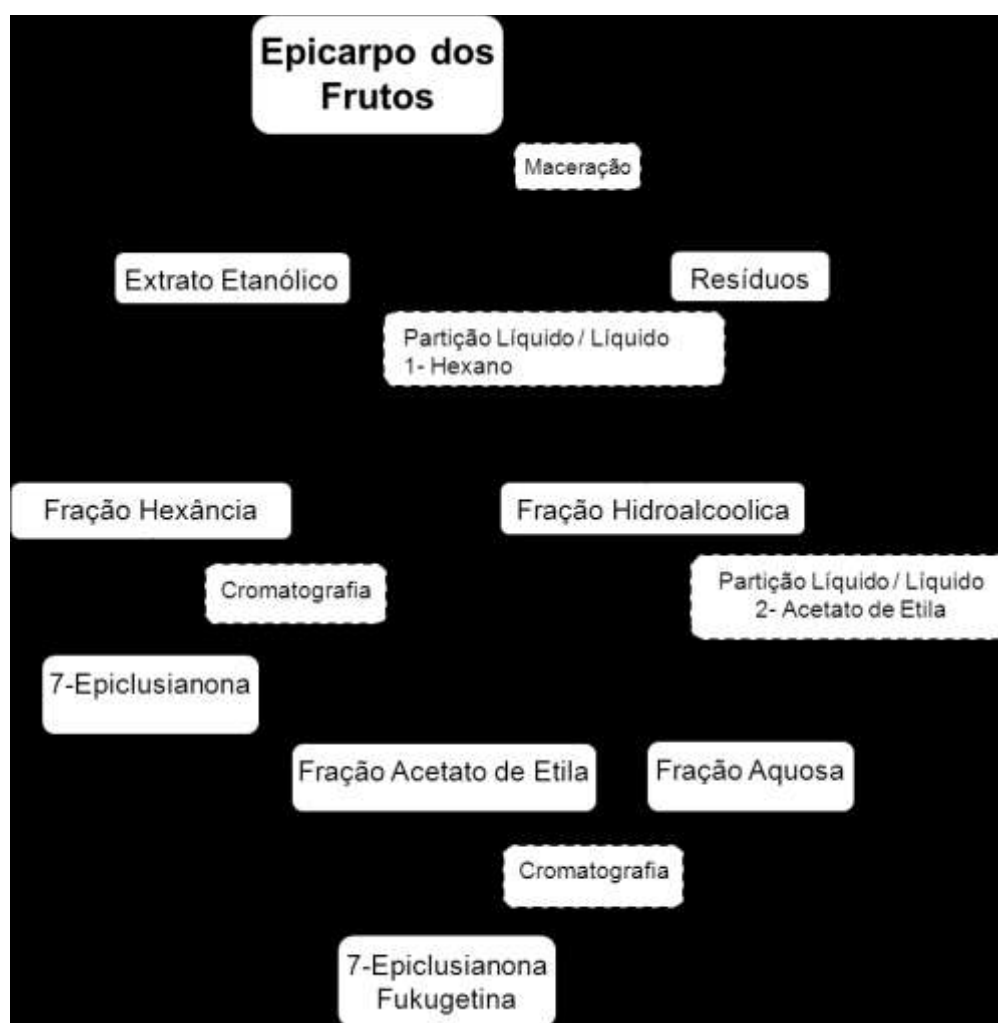 Epicarpo dos
Frutos
Maceração
Extrato Etanólico
Resíduos
Partição Líquido / Líquido
1- Hexano
Fração Hexância
Fração Hidroalcoolica
Cromatografia
Partição Líquido / Líquido
2- Acetato de Etila
7-Epiclusianona
Fração Acetato de Etila
Fração Aquosa
Cromatografia
7-Epiclusianona
Fukugetina